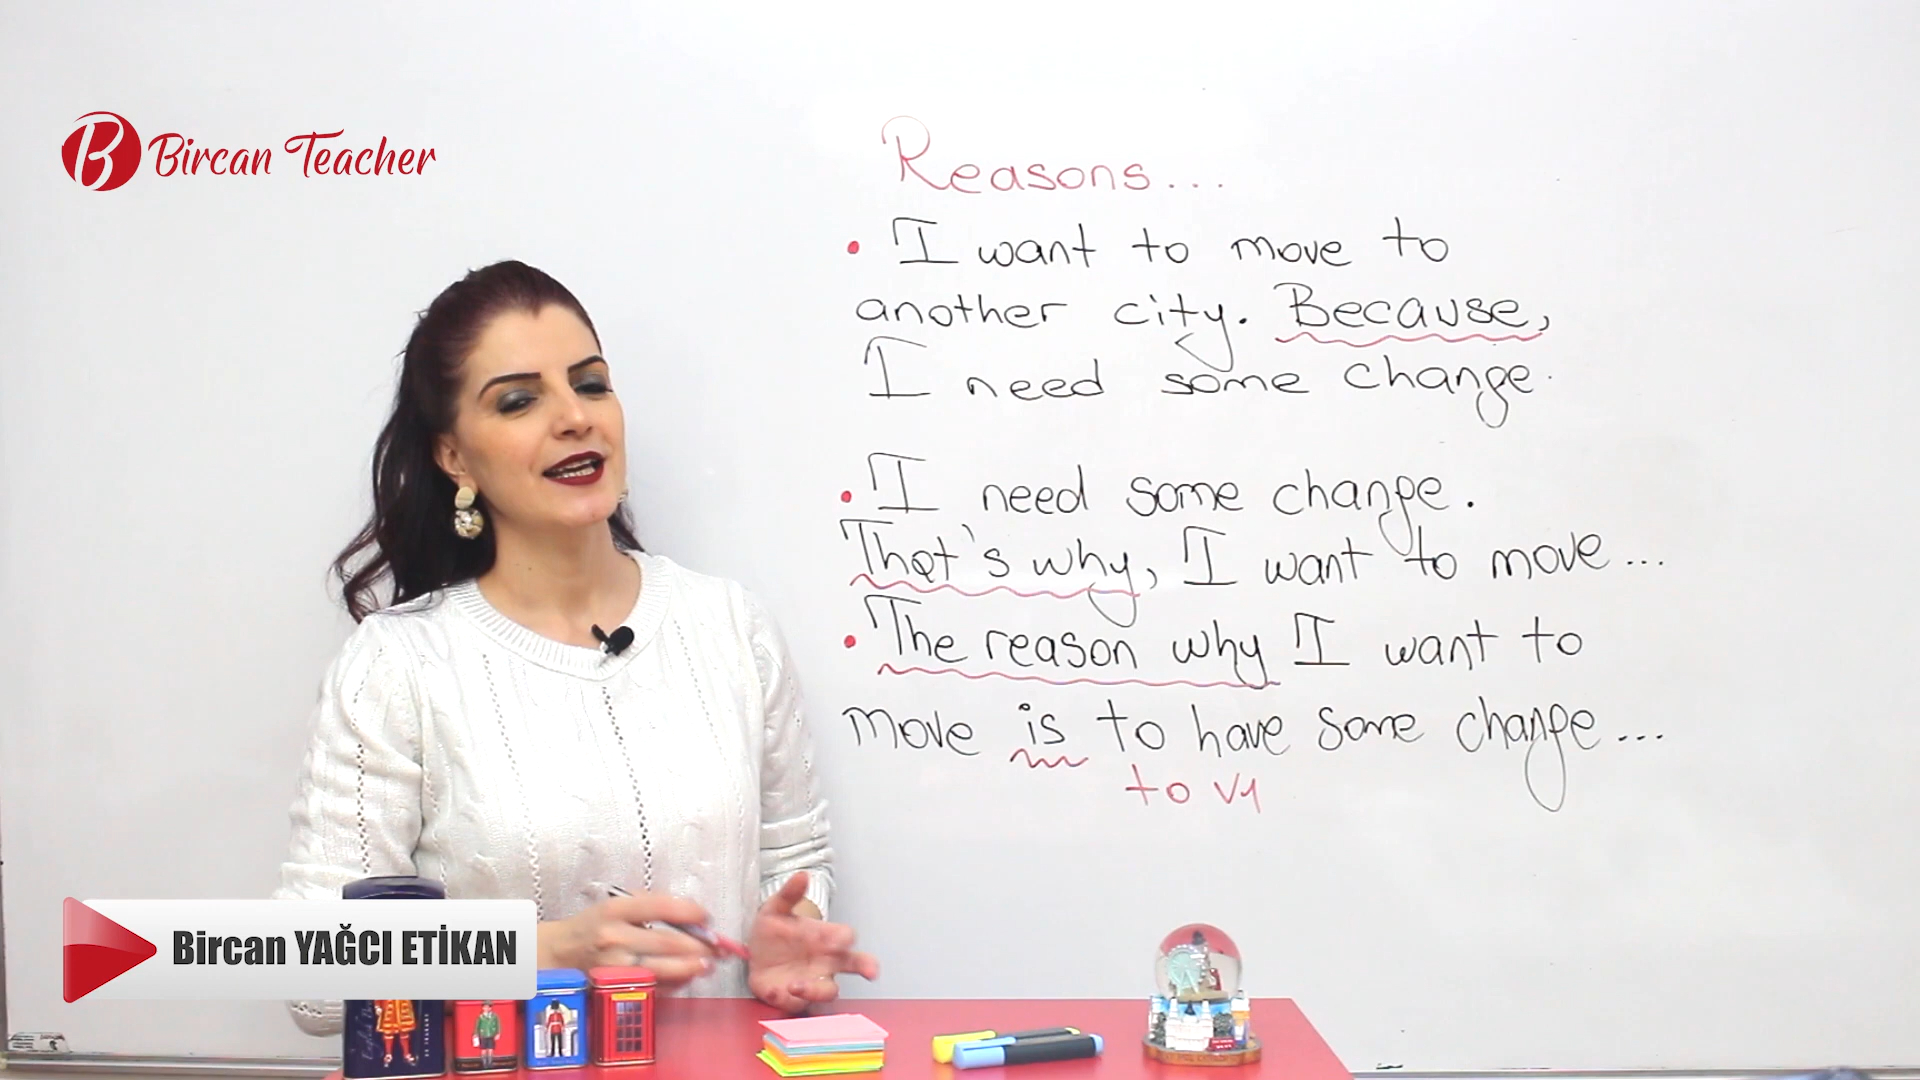 B Bircan Teacher
Reasons...
• I want to move to
another city. Because,
I need some change.
• I need some change.
That's why, I want to move...
• The reason why I want to
move is to have some change...
to V1
Bircan YAĞCI ETİKAN